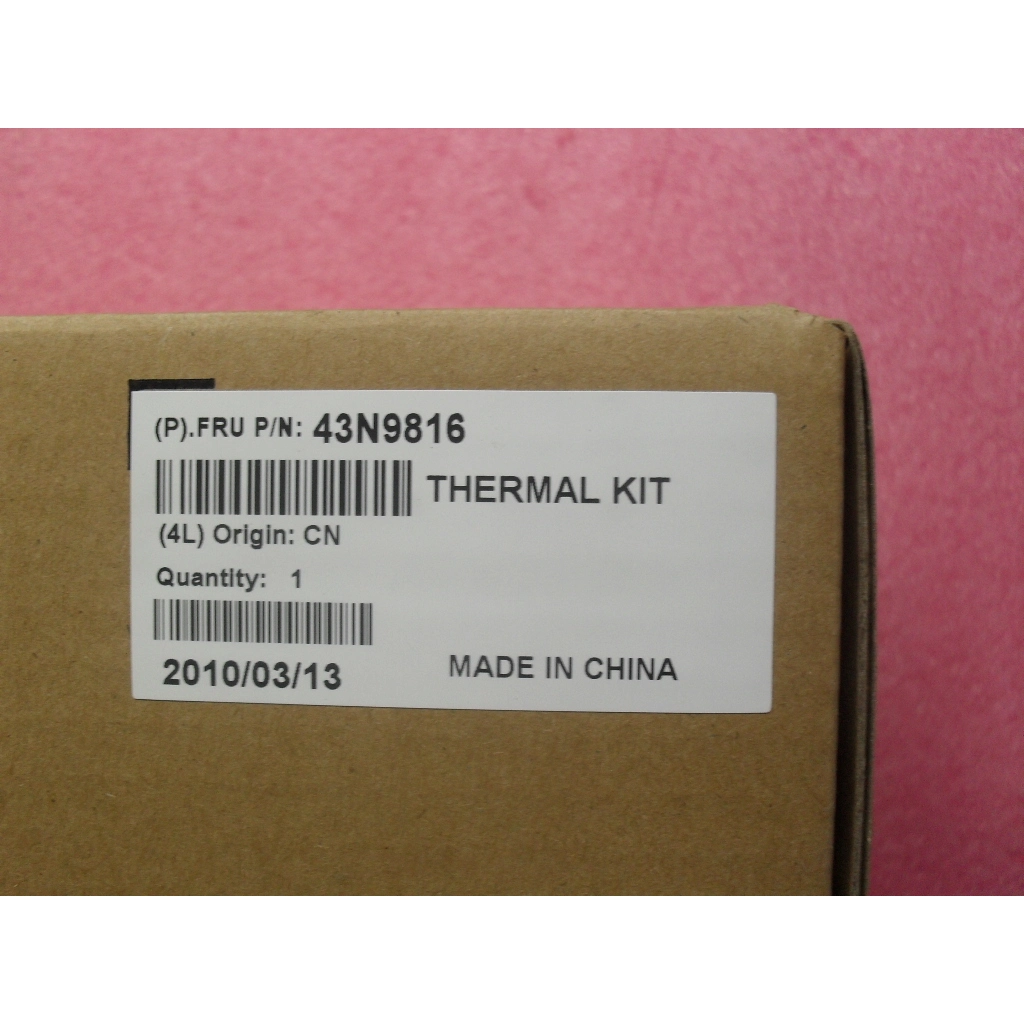 (P).FRU P/N: 43N9816
THERMAL KIT
(4L) Origin: CN
Quantity: 1
2010/03/13 MADE IN CHINA